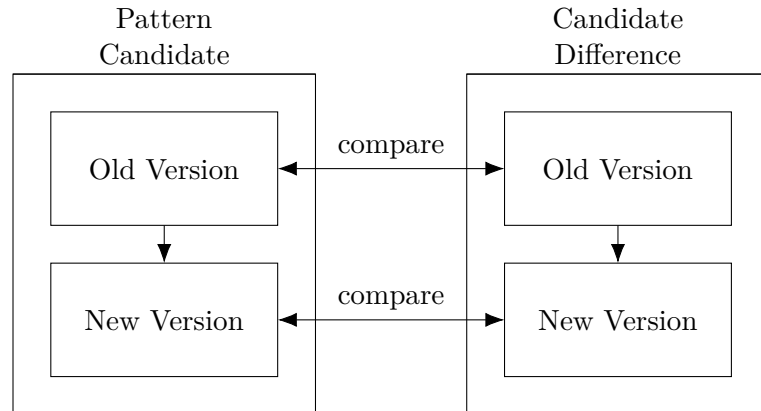 Pattern
Candidate
Candidate
Difference
Old Version
compare
Old Version
New Version
compare
New Version